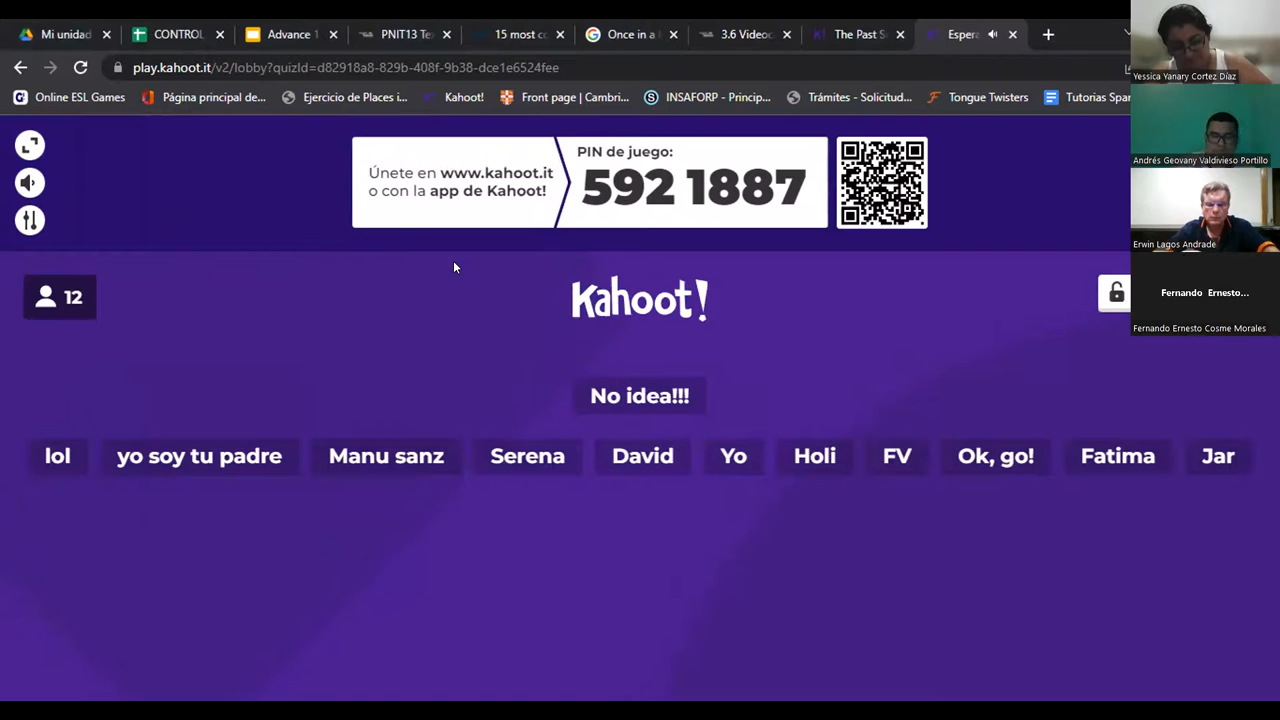 Mi unidad
CONTROL
Advance 1
PNIT13 Te
15 most co
Once in a
3.6 Videoc
The Past S
Espera
play.kahoot.it/v2/lobby?quizId=d82918a8-829b-408f-9b38-dce1e6524fee
Online ESL Games
Página principal de...
Ejercicio de Places i...
Kahoot!
Front page | Cambri...
INSAFORP - Princip...
Trámites - Solicitud...
Tongue Twisters
Tutorias Spar
Únete en www.kahoot.it
o con la app de Kahoot!
PIN de juego:
592 1887
12
Kahoot!
No idea!!!
lol
yo soy tu padre
Manu sanz
Serena
David
Yo
Holi
FV
Ok, go!
Fatima
Jar
Yessica Yanary Cortez Díaz
Andrés Geovany Valdivieso Portillo
Erwin Lagos Andrade
Fernando Ernesto...
Fernando Ernesto Cosme Morales